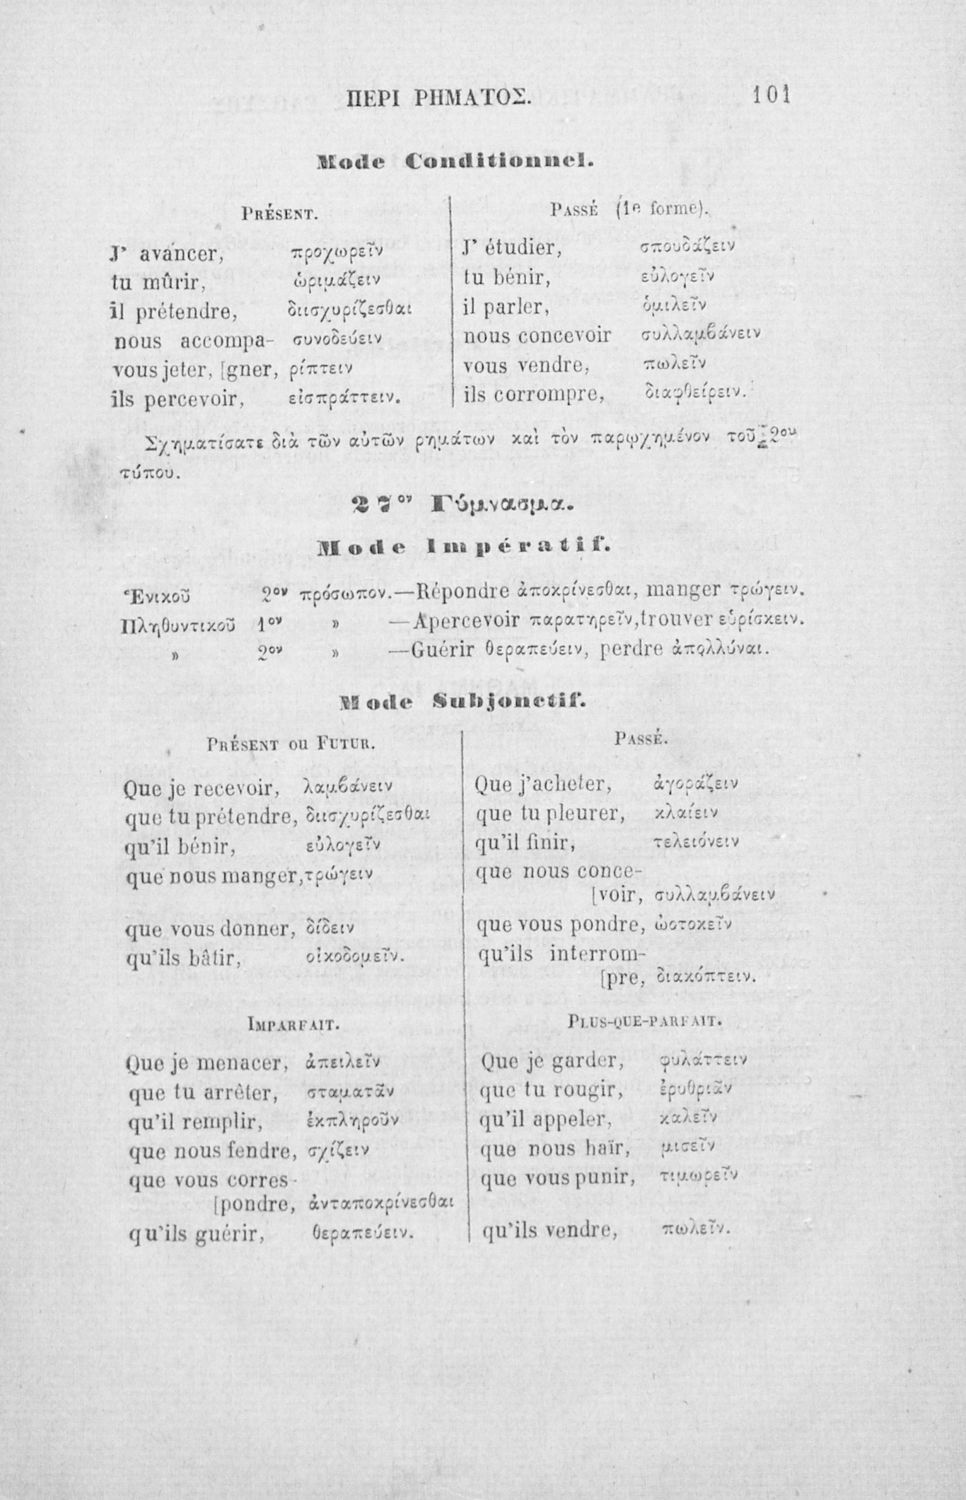 ΠΕΡΙ ΡΗΜΑΤΟΣ. 101
Mode Conditionnel.
PRÉSENT.
J' avancer, προχωρεῖν
tu mûrir, ὡριμάζειν
il prétendre, διισχυρίζεσθαι
nous accompa- συνοδεύειν
vous jeter, [gner, ρίπτειν
ils percevoir, εἰσπράττειν.
PASSÉ (1e forme).
J' étudier, σπουδάζειν
tu bénir, εὐλογεῖν
il parler, ὁμιλεῖν
nous concevoir συλλαμβάνειν
vous vendre, πωλεῖν
ils corrompre, διαφθείρειν.
Σχηματίσατε διὰ τῶν αὐτῶν ρημάτων καὶ τὸν παρῳχημένον τοῦ 2ου
τύπου.
27ον Γύμνασμα.
Mode Impératif.
Ἑνικοῦ 2ον πρόσωπον.—Répondre ἀποκρίνεσθαι, manger τρώγειν.
Πληθυντικοῦ 1ον » —Apercevoir παρατηρεῖν, trouver εὑρίσκειν.
» 2ον » —Guérir θεραπεύειν, perdre ἀπολλύναι.
Mode Subjonctif.
PRÉSENT ou FUTUR.
Que je recevoir, λαμβάνειν
que tu prétendre, διισχυρίζεσθαι
qu'il bénir, εὐλογεῖν
que nous manger, τρώγειν
que vous donner, δίδειν
qu'ils bâtir, οἰκοδομεῖν.
PASSÉ.
Que j'acheter, ἀγοράζειν
que tu pleurer, κλαίειν
qu'il finir, τελειόνειν
que nous conce-
[voir, συλλαμβάνειν
que vous pondre, ὠοτοκεῖν
qu'ils interrom-
[pre, διακόπτειν.
IMPARFAIT.
Que je menacer, ἀπειλεῖν
que tu arrêter, σταματᾶν
qu'il remplir, ἐκπληροῦν
que nous fendre, σχίζειν
que vous corres-
[pondre, ἀνταποκρίνεσθαι
qu'ils guérir, θεραπεύειν.
PLUS-QUE-PARFAIT.
Que je garder, φυλάττειν
que tu rougir, ἐρυθριᾶν
qu'il appeler, καλεῖν
que nous haïr, μισεῖν
que vous punir, τιμωρεῖν
qu'ils vendre, πωλεῖν.